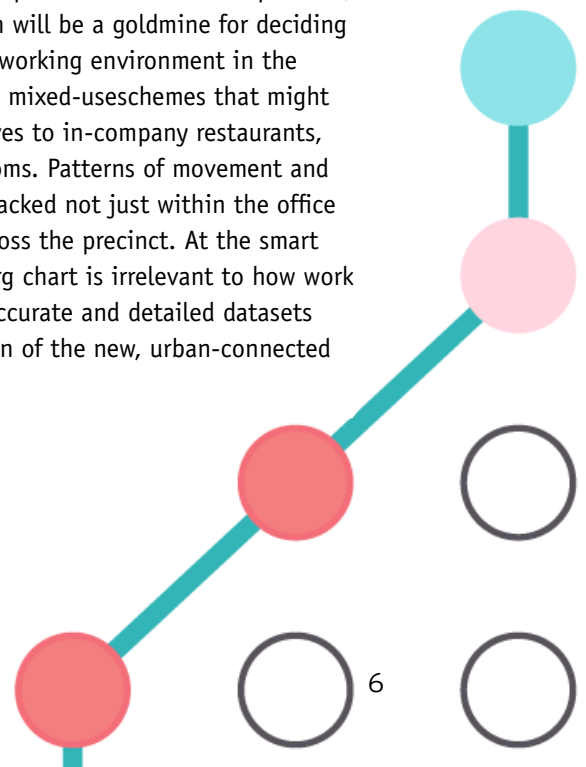 n will be a goldmine for deciding
working environment in the
mixed-useschemes that might
ves to in-company restaurants,
oms. Patterns of movement and
acked not just within the office
oss the precinct. At the smart
rg chart is irrelevant to how work
ccurate and detailed datasets
n of the new, urban-connected
6